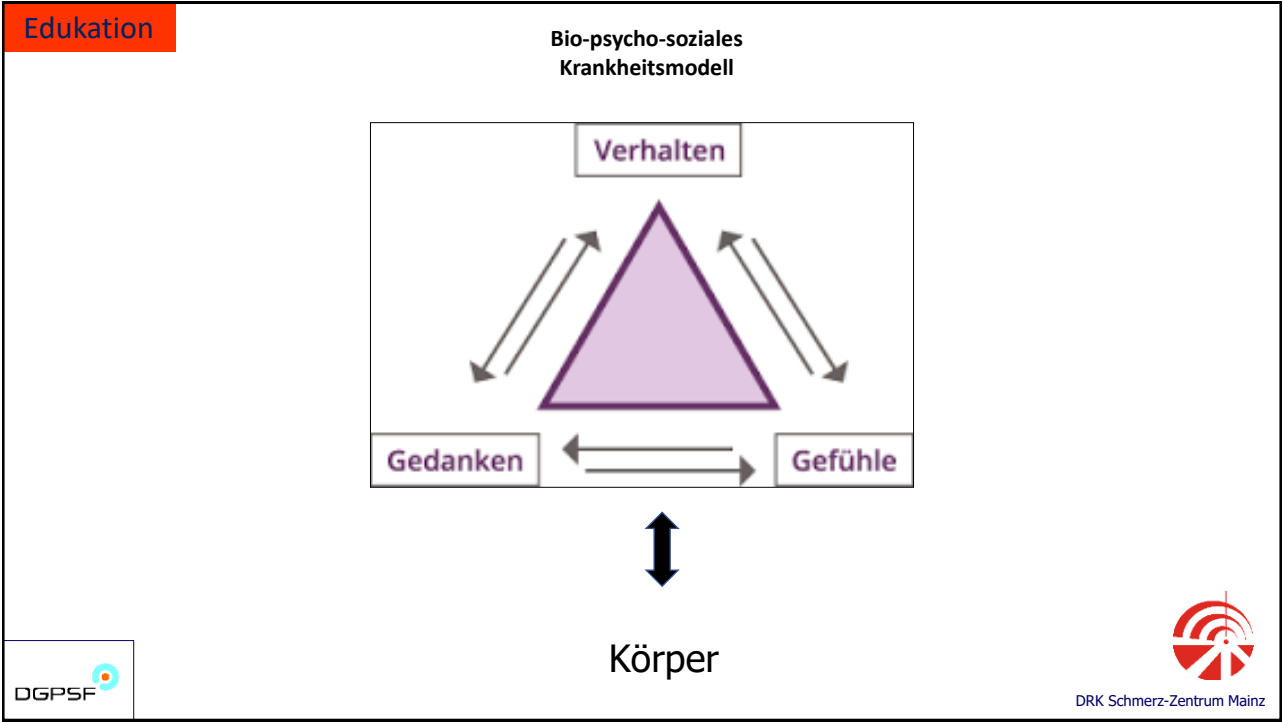 Edukation
Bio-psycho-soziales
Krankheitsmodell
Verhalten
Gedanken
Gefühle
Körper
DGPSF
DRK Schmerz-Zentrum Mainz